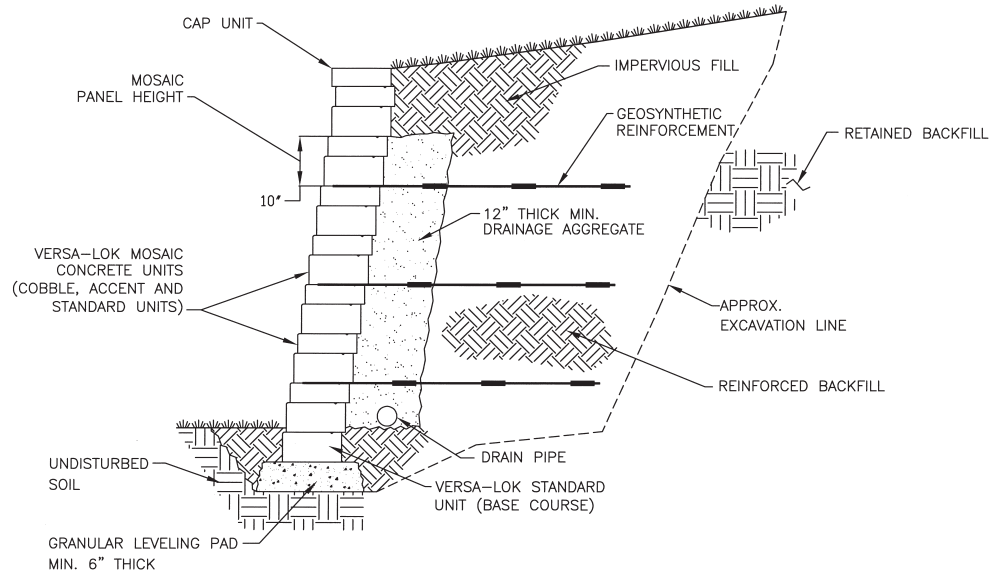 CAP UNIT
IMPERVIOUS FILL
MOSAIC
PANEL HEIGHT
GEOSYNTHETIC
REINFORCEMENT
RETAINED BACKFILL
10"
12" THICK MIN.
DRAINAGE AGGREGATE
VERSA-LOK MOSAIC
CONCRETE UNITS
(COBBLE, ACCENT AND
STANDARD UNITS)
APPROX.
EXCAVATION LINE
REINFORCED BACKFILL
DRAIN PIPE
UNDISTURBED
SOIL
VERSA-LOK STANDARD
UNIT (BASE COURSE)
GRANULAR LEVELING PAD
MIN. 6" THICK